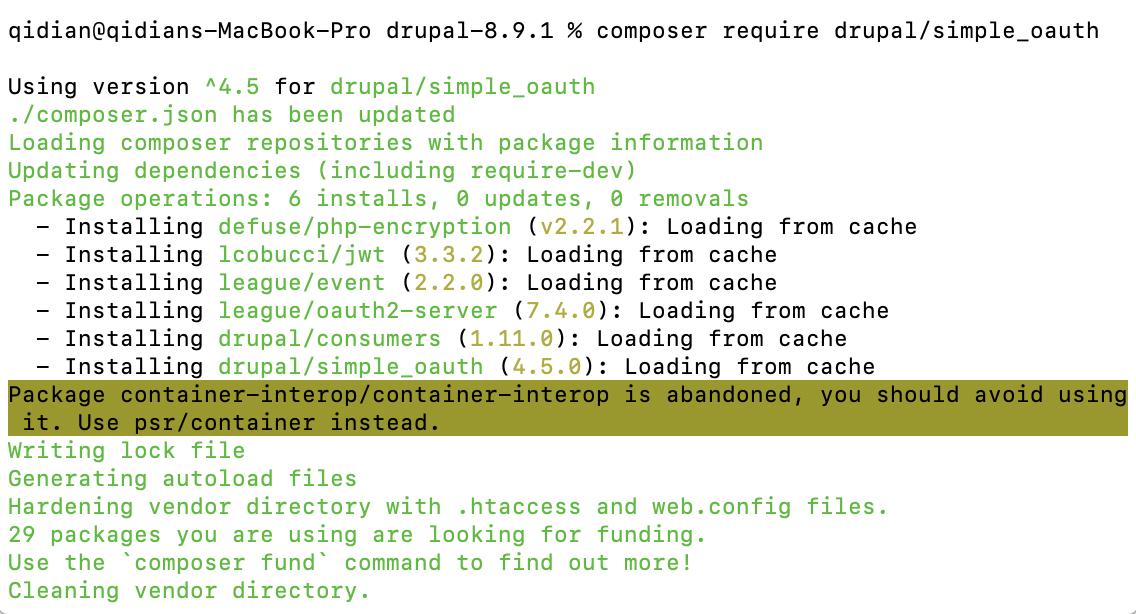 qidian@qidians-MacBook-Pro drupal-8.9.1 % composer require drupal/simple_oauth
Using version ^4.5 for drupal/simple_oauth
./composer.json has been updated
Loading composer repositories with package information
Updating dependencies (including require-dev)
Package operations: 6 installs, 0 updates, 0 removals
  - Installing defuse/php-encryption (v2.2.1): Loading from cache
  - Installing lcobucci/jwt (3.3.2): Loading from cache
  - Installing league/event (2.2.0): Loading from cache
  - Installing league/oauth2-server (7.4.0): Loading from cache
  - Installing drupal/consumers (1.11.0): Loading from cache
  - Installing drupal/simple_oauth (4.5.0): Loading from cache
Package container-interop/container-interop is abandoned, you should avoid using
 it. Use psr/container instead.
Writing lock file
Generating autoload files
Hardening vendor directory with .htaccess and web.config files.
29 packages you are using are looking for funding.
Use the `composer fund` command to find out more!
Cleaning vendor directory.